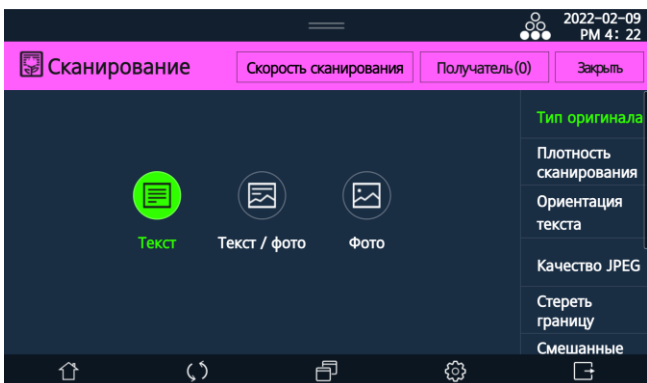 2022-02-09
PM 4: 22
Сканирование
Скорость сканирования
Получатель(0)
Закрыть
Тип оригинала
Плотность
сканирования
Ориентация
текста
Качество JPEG
Стереть
границу
Смешанные
Текст
Текст / фото
Фото